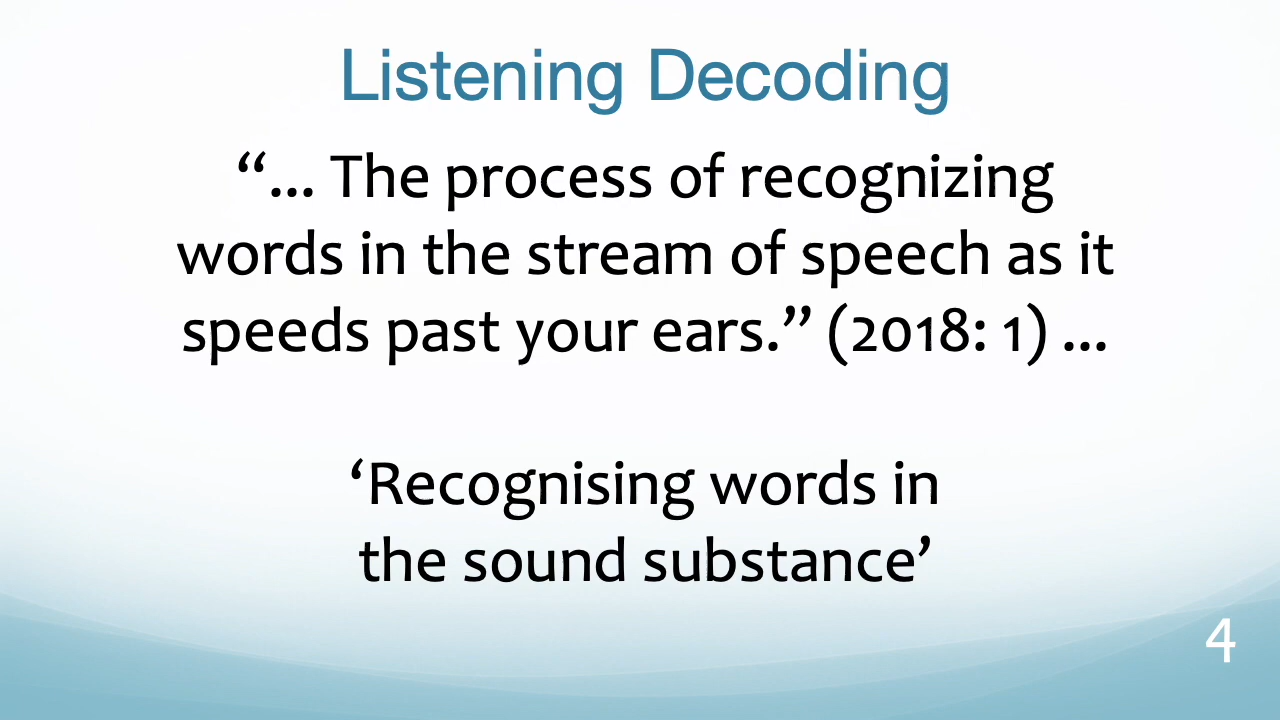 Listening Decoding
“... The process of recognizing
words in the stream of speech as it
speeds past your ears.” (2018: 1) ...
‘Recognising words in
the sound substance’
4